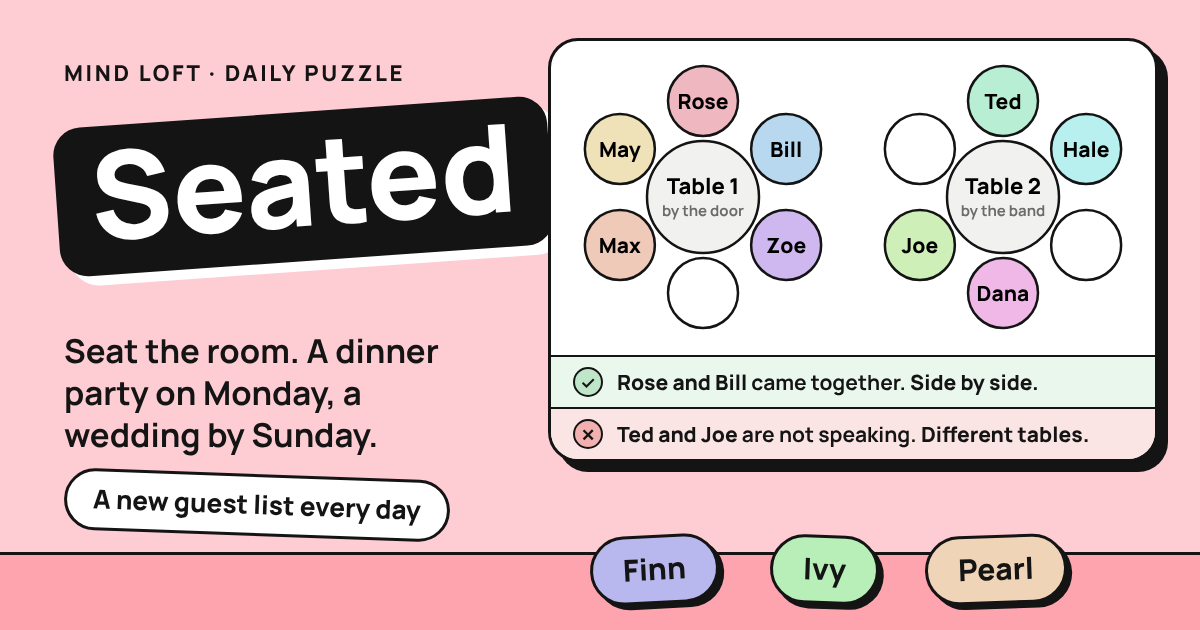 MIND LOFT · DAILY PUZZLE
Seated
Seat the room. A dinner
party on Monday, a
wedding by Sunday.
A new guest list every day
Rose
May
Bill
Table 1
by the door
Max
Zoe
Ted
Hale
Table 2
by the band
Joe
Dana
Rose and Bill came together. Side by side.
Ted and Joe are not speaking. Different tables.
Finn
Ivy
Pearl